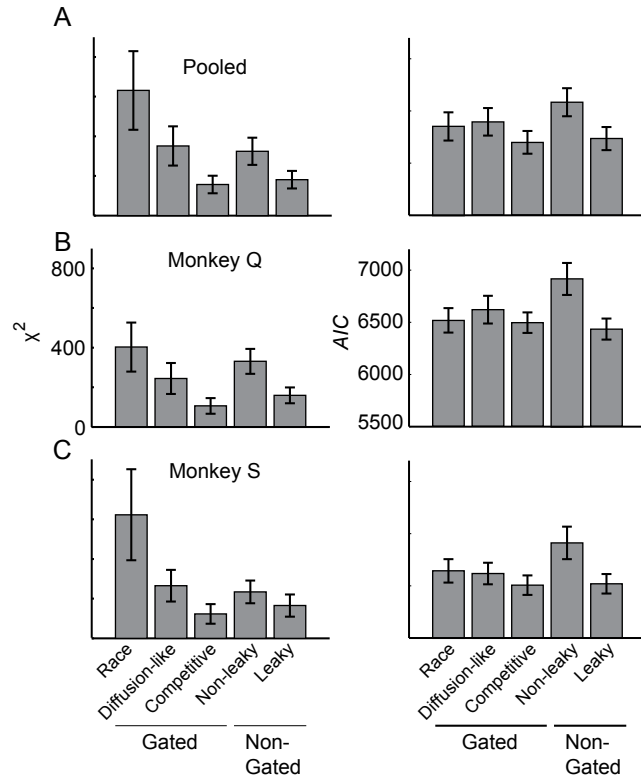 A
Pooled
B
Monkey Q
800
400
0
χ²
7000
6500
6000
5500
AIC
C
Monkey S
Race
Diffusion-like
Competitive
Non-leaky
Leaky
Gated
Non-
Gated
Race
Diffusion-like
Competitive
Non-leaky
Leaky
Gated
Non-
Gated